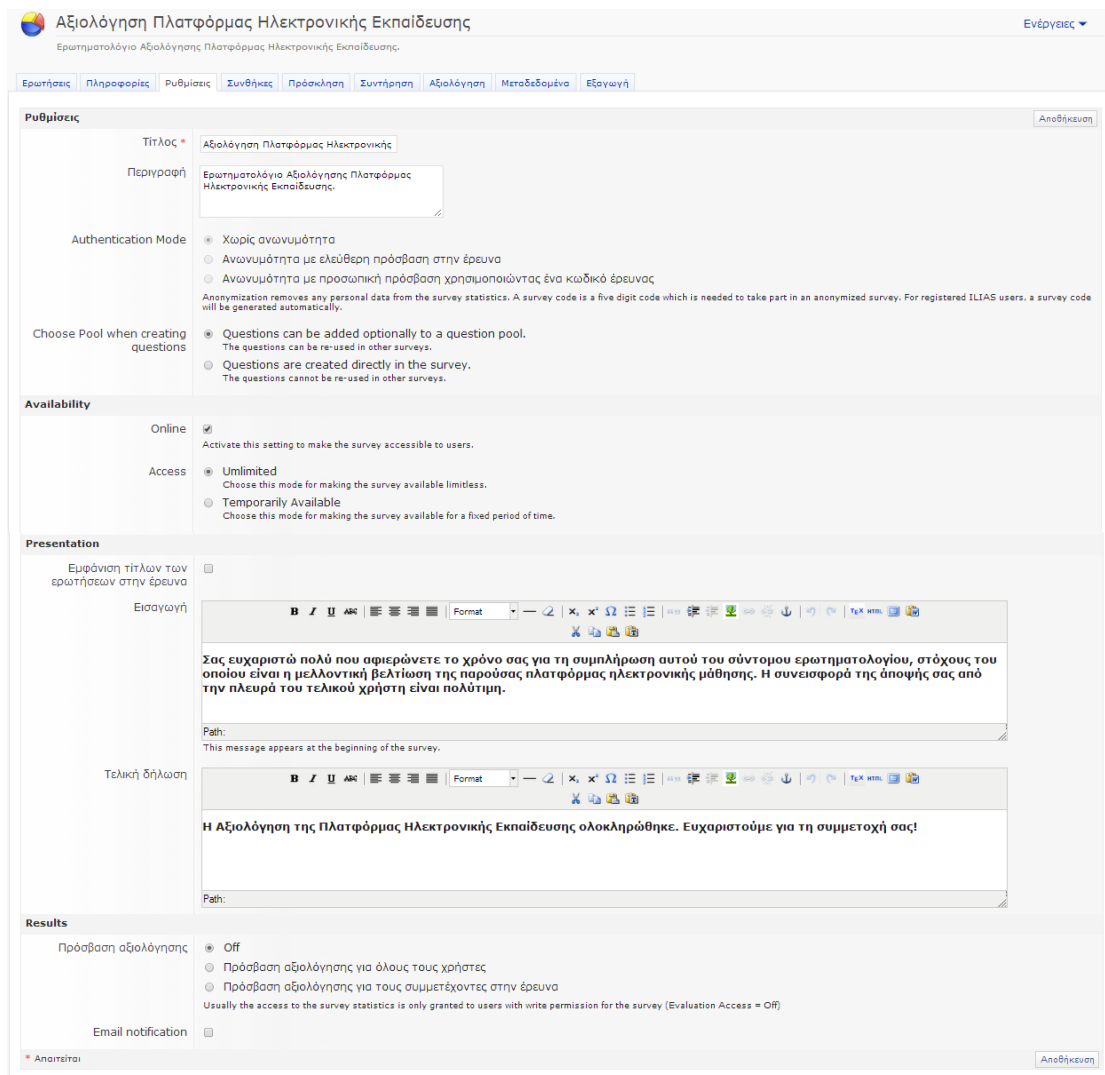 Αξιολόγηση Πλατφόρμας Ηλεκτρονικής Εκπαίδευσης
Ενέργειες
Ερωτηματολόγιο Αξιολόγησης Πλατφόρμας Ηλεκτρονικής Εκπαίδευσης.
Ερωτήσεις Πληροφορίες Ρυθμίσεις Συνθήκες Πρόσκληση Συντήρηση Αξιολόγηση Μεταδεδομένα Εξαγωγή
Ρυθμίσεις
Αποθήκευση
Τίτλος *
Αξιολόγηση Πλατφόρμας Ηλεκτρονικής
Περιγραφή
Ερωτηματολόγιο Αξιολόγησης Πλατφόρμας
Ηλεκτρονικής Εκπαίδευσης.
Authentication Mode
Χωρίς ανωνυμότητα
Ανωνυμότητα με ελεύθερη πρόσβαση στην έρευνα
Ανωνυμότητα με προσωπική πρόσβαση χρησιμοποιώντας ένα κωδικό έρευνας
Anonymization removes any personal data from the survey statistics. A survey code is a five digit code which is needed to take part in an anonymized survey. For registered ILIAS users, a survey code
will be generated automatically.
Choose Pool when creating
questions
Questions can be added optionally to a question pool.
The questions can be re-used in other surveys.
Questions are created directly in the survey.
The questions cannot be re-used in other surveys.
Availability
Online
Activate this setting to make the survey accessible to users.
Access
Umlimited
Choose this mode for making the survey available limitless.
Temporarily Available
Choose this mode for making the survey available for a fixed period of time.
Presentation
Εμφάνιση τίτλων των
ερωτήσεων στην έρευνα
Εισαγωγή
B I U ABC Format x₂ x² Ω TEX HTML
Σας ευχαριστώ πολύ που αφιερώνετε το χρόνο σας για τη συμπλήρωση αυτού του σύντομου ερωτηματολογίου, στόχους του
οποίου είναι η μελλοντική βελτίωση της παρούσας πλατφόρμας ηλεκτρονικής μάθησης. Η συνεισφορά της άποψής σας από
την πλευρά του τελικού χρήστη είναι πολύτιμη.
Path:
This message appears at the beginning of the survey.
Τελική δήλωση
B I U ABC Format x₂ x² Ω TEX HTML
Η Αξιολόγηση της Πλατφόρμας Ηλεκτρονικής Εκπαίδευσης ολοκληρώθηκε. Ευχαριστούμε για τη συμμετοχή σας!
Path:
Results
Πρόσβαση αξιολόγησης
Off
Πρόσβαση αξιολόγησης για όλους τους χρήστες
Πρόσβαση αξιολόγησης για τους συμμετέχοντες στην έρευνα
Usually the access to the survey statistics is only granted to users with write permission for the survey (Evaluation Access = Off)
Email notification
* Απαιτείται
Αποθήκευση